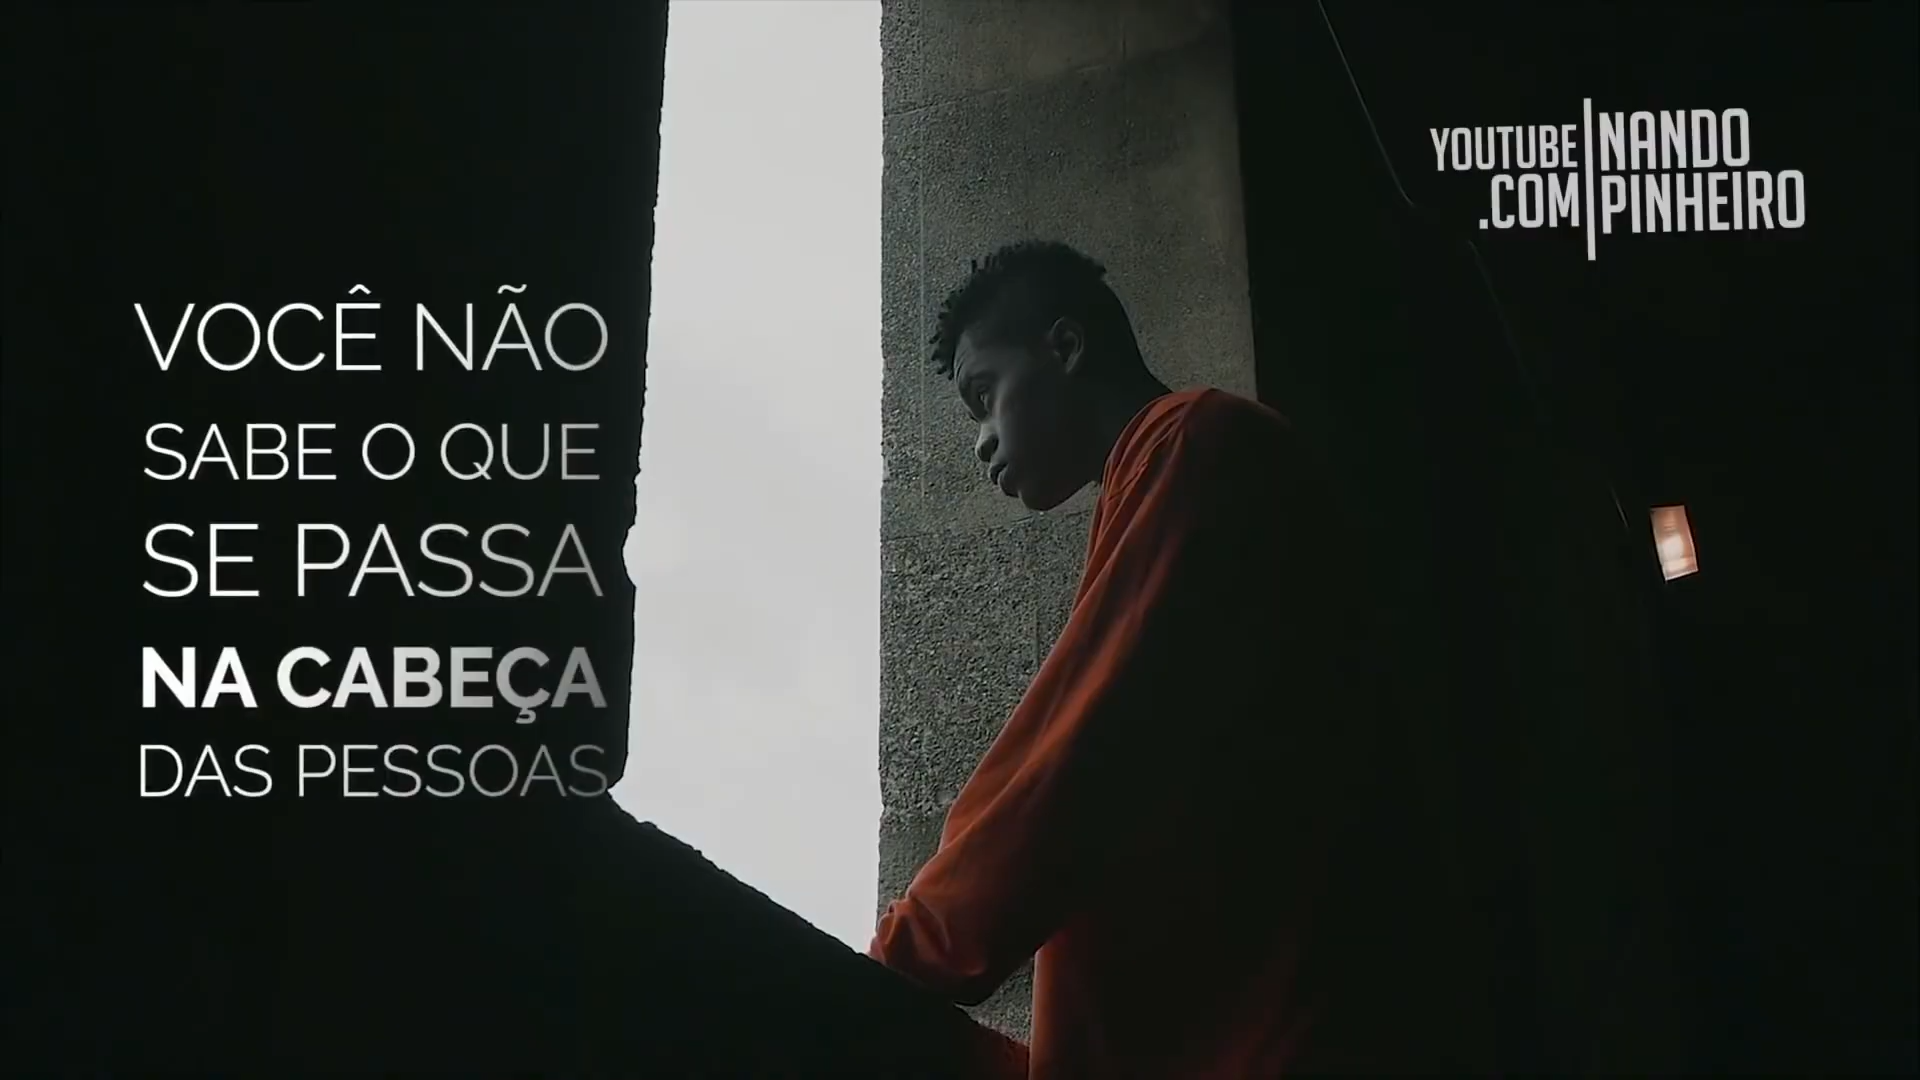 VOCÊ NÃO
SABE O QUE
SE PASSA
NA CABEÇA
DAS PESSOAS
YOUTUBE
.COM
NANDO
PINHEIRO